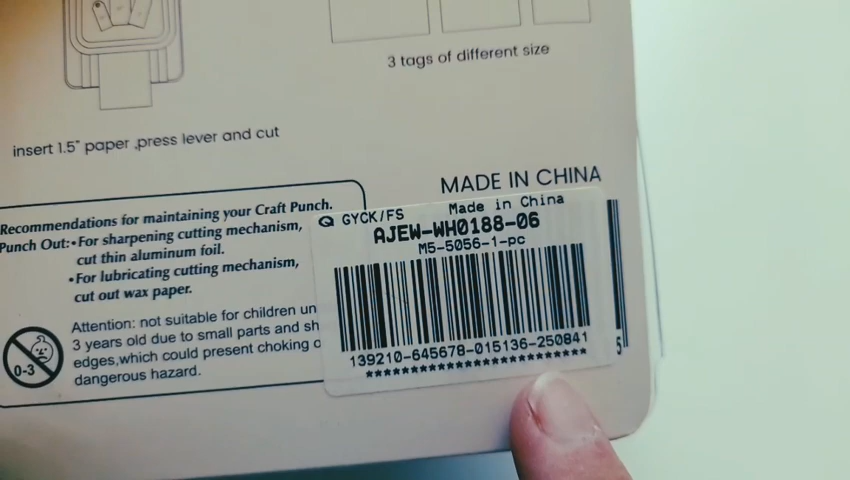 3 tags of different size
insert 1.5" paper ,press lever and cut
MADE IN CHINA
Recommendations for maintaining your Craft Punch.
Punch Out:•For sharpening cutting mechanism,
cut thin aluminum foil.
•For lubricating cutting mechanism,
cut out wax paper.
Attention: not suitable for children un
3 years old due to small parts and sh
edges,which could present choking o
dangerous hazard.
0-3
Q GYCK/FS Made in China
AJEW-WH0188-06
M5-5056-1-pc
139210-645678-015136-250841
**************************
5